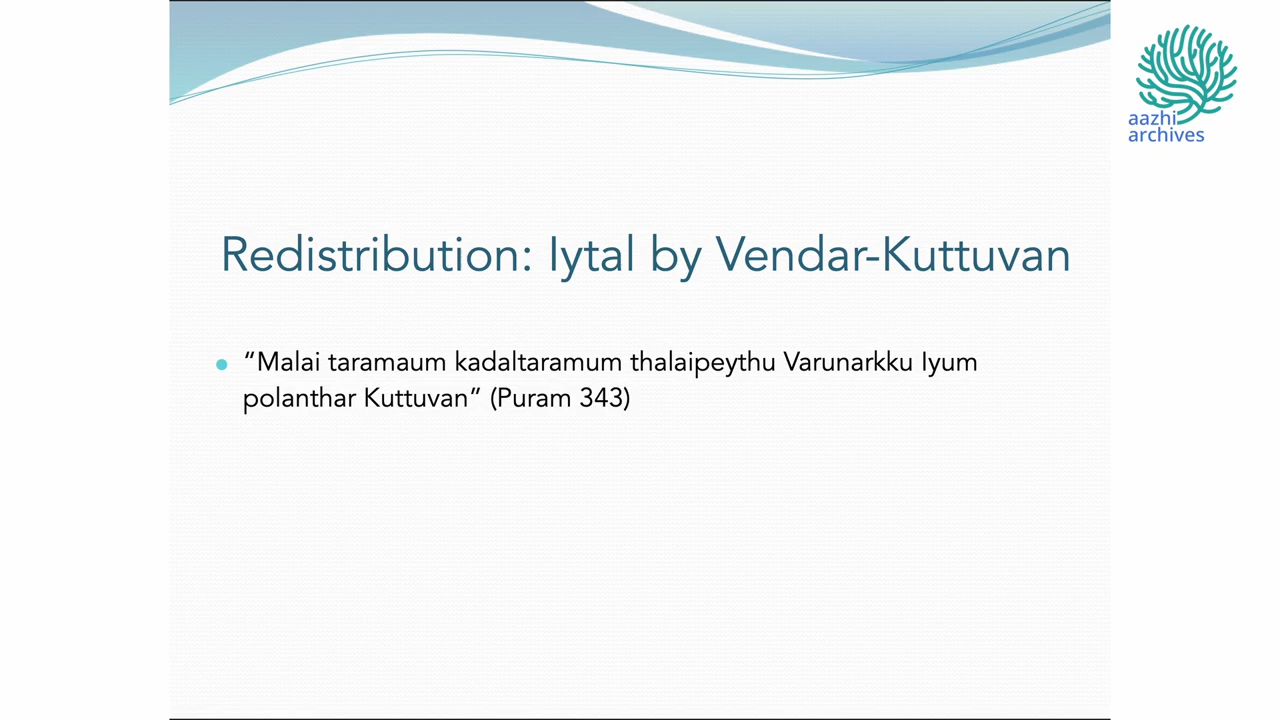 aazhi
archives
Redistribution: Iytal by Vendar-Kuttuvan
• “Malai taramaum kadaltaramum thalaipeythu Varunarkku Iyum
polanthar Kuttuvan” (Puram 343)